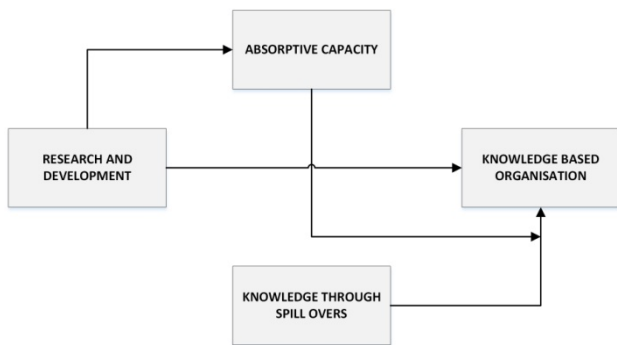 ABSORPTIVE CAPACITY
RESEARCH AND
DEVELOPMENT
KNOWLEDGE BASED
ORGANISATION
KNOWLEDGE THROUGH
SPILL OVERS